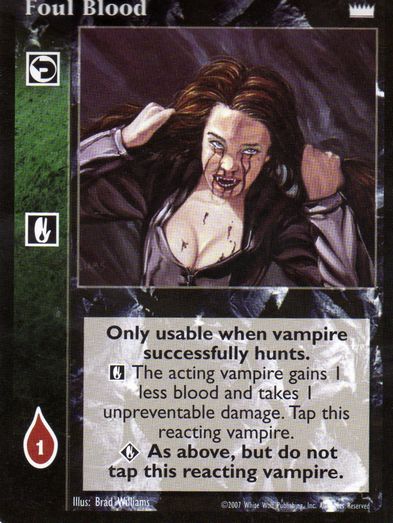 Foul Blood
Only usable when vampire
successfully hunts.
The acting vampire gains 1
less blood and takes 1
unpreventable damage. Tap this
reacting vampire.
As above, but do not
tap this reacting vampire.
1
Illus: Brad Williams
©2007 White Wolf Publishing, Inc. All Rights Reserved